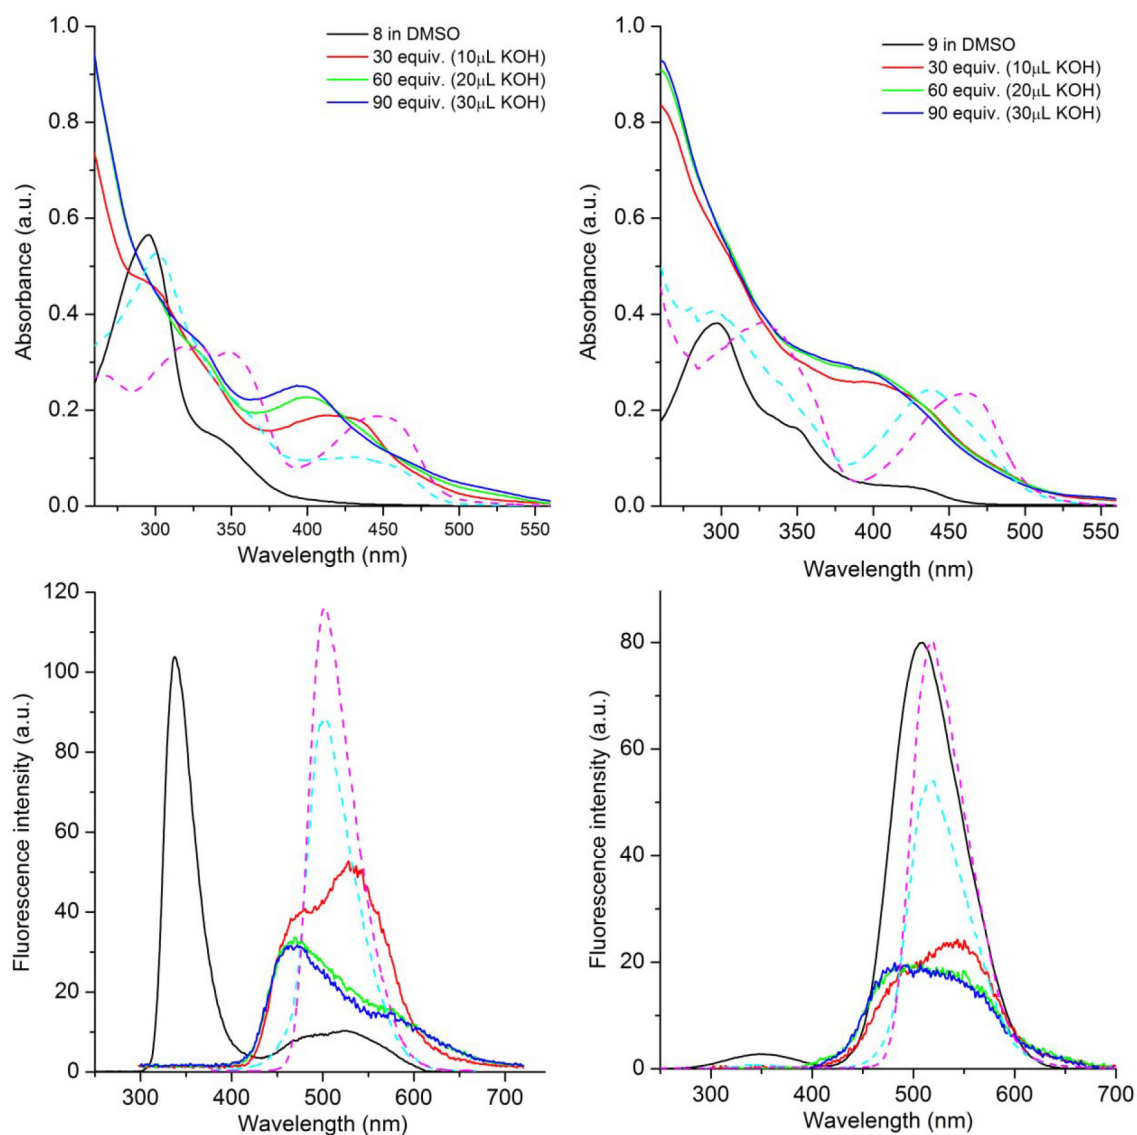 1.0
0.8
0.6
0.4
0.2
0.0
Absorbance (a.u.)
8 in DMSO
30 equiv. (10μL KOH)
60 equiv. (20μL KOH)
90 equiv. (30μL KOH)
300 350 400 450 500 550
Wavelength (nm)
1.0
0.8
0.6
0.4
0.2
0.0
Absorbance (a.u.)
9 in DMSO
30 equiv. (10μL KOH)
60 equiv. (20μL KOH)
90 equiv. (30μL KOH)
300 350 400 450 500 550
Wavelength (nm)
120
100
80
60
40
20
0
Fluorescence intensity (a.u.)
300 400 500 600 700
Wavelength (nm)
80
60
40
20
0
Fluorescence intensity (a.u.)
300 400 500 600 700
Wavelength (nm)